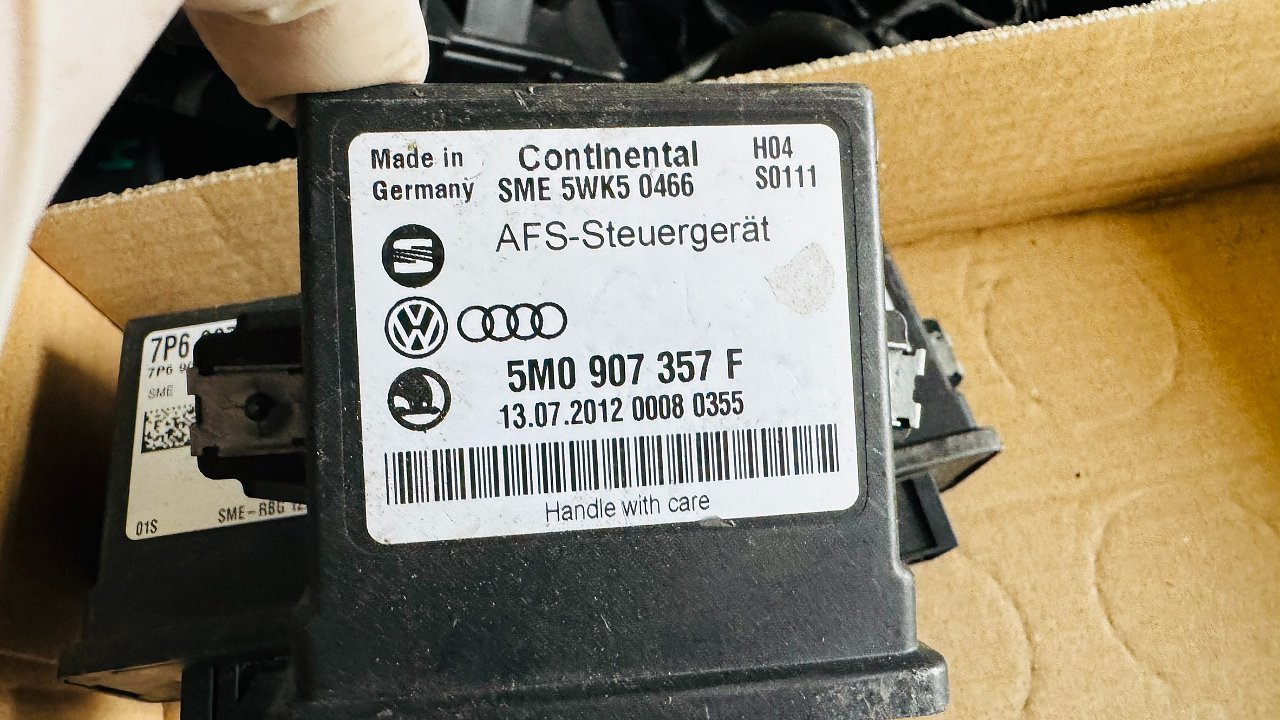 Made in
Germany
Continental
SME 5WK5 0466
H04
S0111
AFS-Steuergerät
5M0 907 357 F
13.07.2012 0008 0355
Handle with care
7P6
7P6
SME
01S
SME-RBG